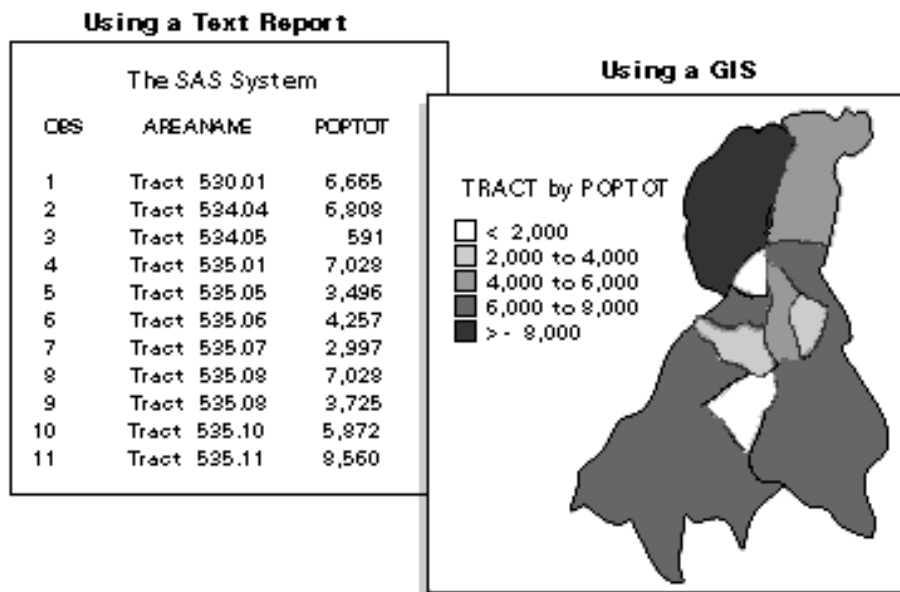 Using a Text Report
The SAS System
OBS AREANAME POPTOT
1 Tract 530.01 6,665
2 Tract 534.04 6,808
3 Tract 534.05 591
4 Tract 535.01 7,028
5 Tract 535.05 3,496
6 Tract 535.06 4,257
7 Tract 535.07 2,997
8 Tract 535.08 7,028
9 Tract 535.08 3,725
10 Tract 535.10 5,872
11 Tract 535.11 8,560
Using a GIS
TRACT by POPTOT
< 2,000
2,000 to 4,000
4,000 to 6,000
6,000 to 8,000
>- 8,000